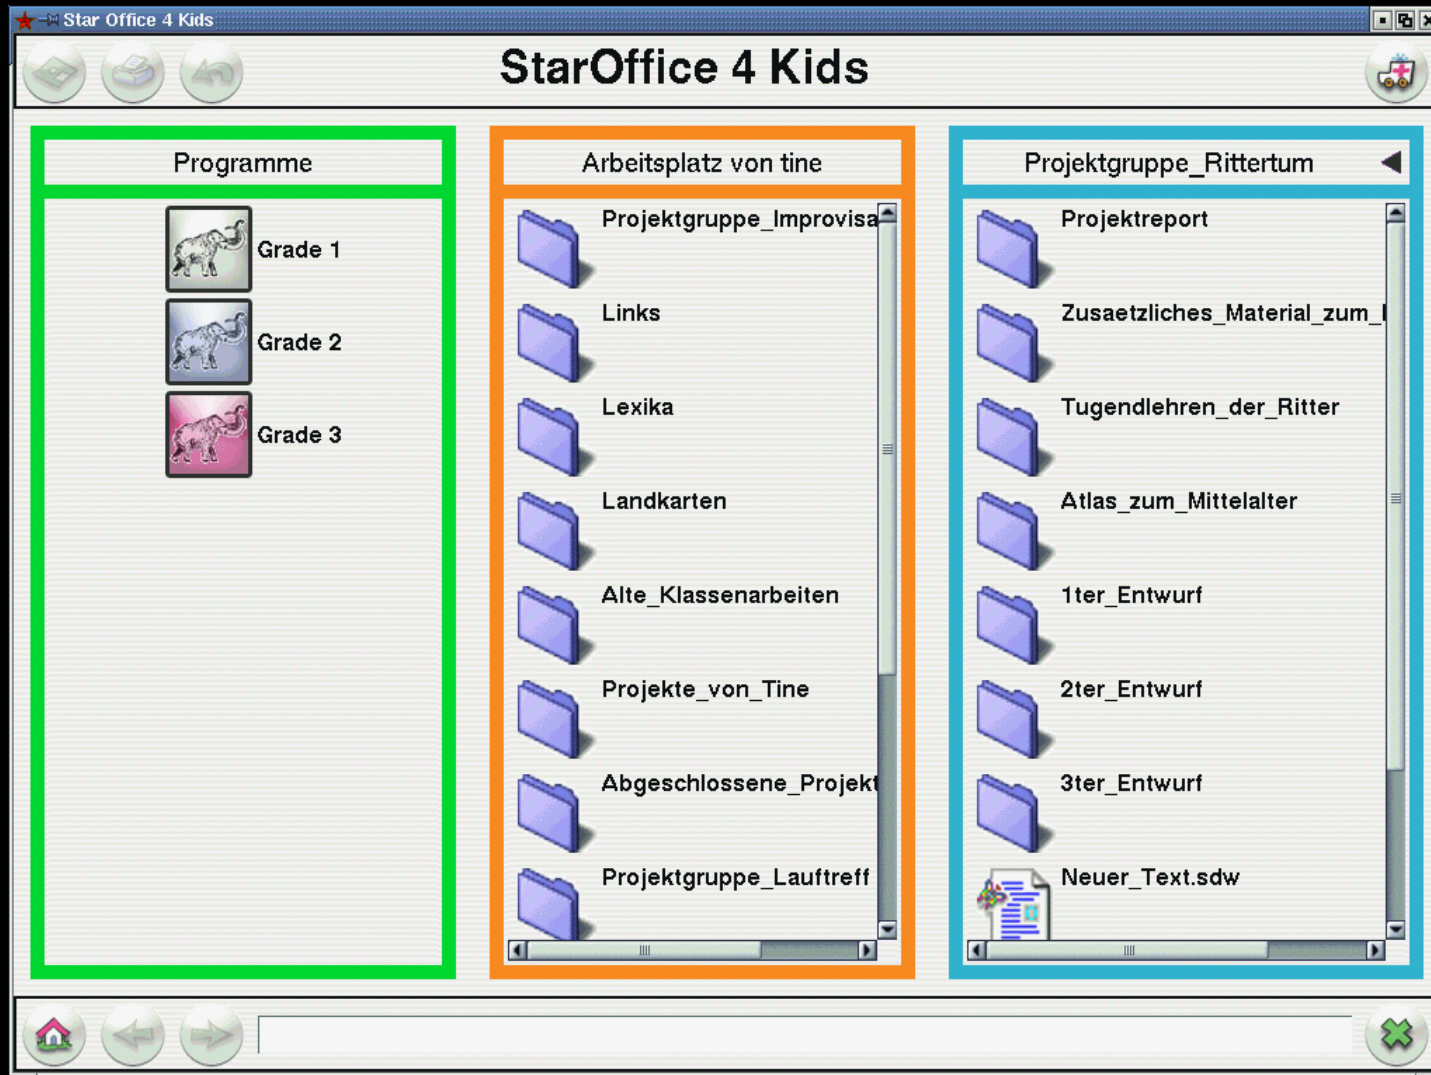 Star Office 4 Kids
StarOffice 4 Kids
Programme
Grade 1
Grade 2
Grade 3
Arbeitsplatz von tine
Projektgruppe_Improvisa
Links
Lexika
Landkarten
Alte_Klassenarbeiten
Projekte_von_Tine
Abgeschlossene_Projekt
Projektgruppe_Lauftreff
Projektgruppe_Rittertum
Projektreport
Zusaetzliches_Material_zum_
Tugendlehren_der_Ritter
Atlas_zum_Mittelalter
1ter_Entwurf
2ter_Entwurf
3ter_Entwurf
Neuer_Text.sdw